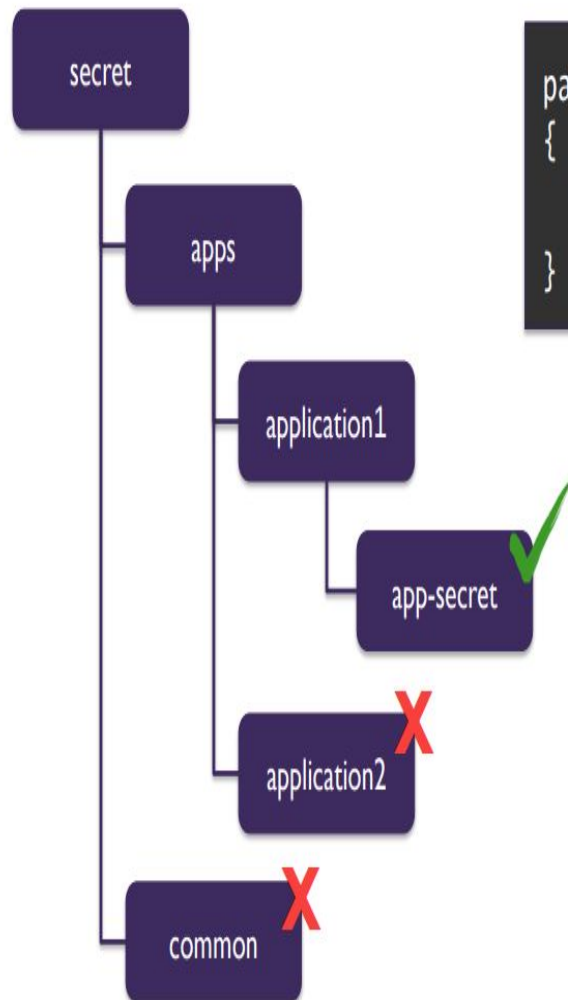 secret
pa
{
apps
}
application1
app-secret
X
application2
X
common